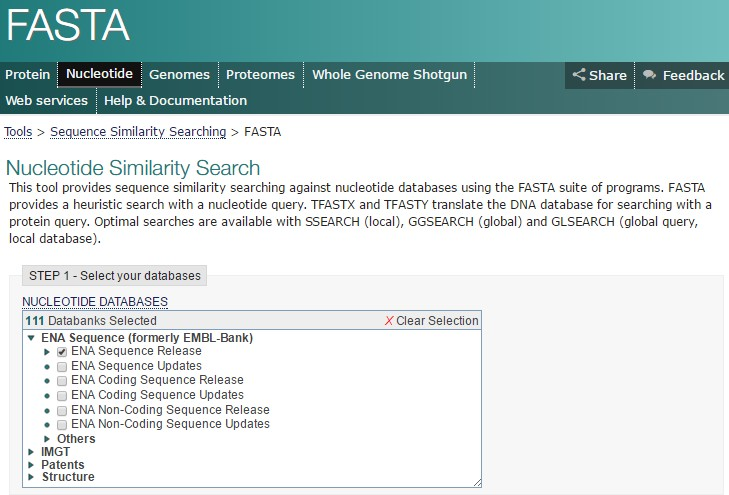 FASTA
Protein Nucleotide Genomes Proteomes Whole Genome Shotgun Share Feedback
Web services Help & Documentation
Tools > Sequence Similarity Searching > FASTA
Nucleotide Similarity Search
This tool provides sequence similarity searching against nucleotide databases using the FASTA suite of programs. FASTA
provides a heuristic search with a nucleotide query. TFASTX and TFASTY translate the DNA database for searching with a
protein query. Optimal searches are available with SSEARCH (local), GGSEARCH (global) and GLSEARCH (global query,
local database).
STEP 1 - Select your databases
NUCLEOTIDE DATABASES
111 Databanks Selected X Clear Selection
ENA Sequence (formerly EMBL-Bank)
ENA Sequence Release
ENA Sequence Updates
ENA Coding Sequence Release
ENA Coding Sequence Updates
ENA Non-Coding Sequence Release
ENA Non-Coding Sequence Updates
Others
IMGT
Patents
Structure